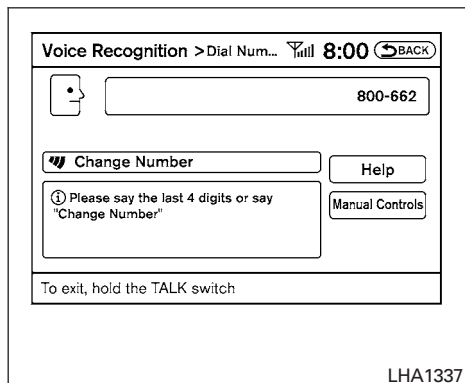 Voice Recognition > Dial Num... 8:00 BACK
800-662
Change Number
Help
Please say the last 4 digits or say
"Change Number"
Manual Controls
To exit, hold the TALK switch
LHA1337